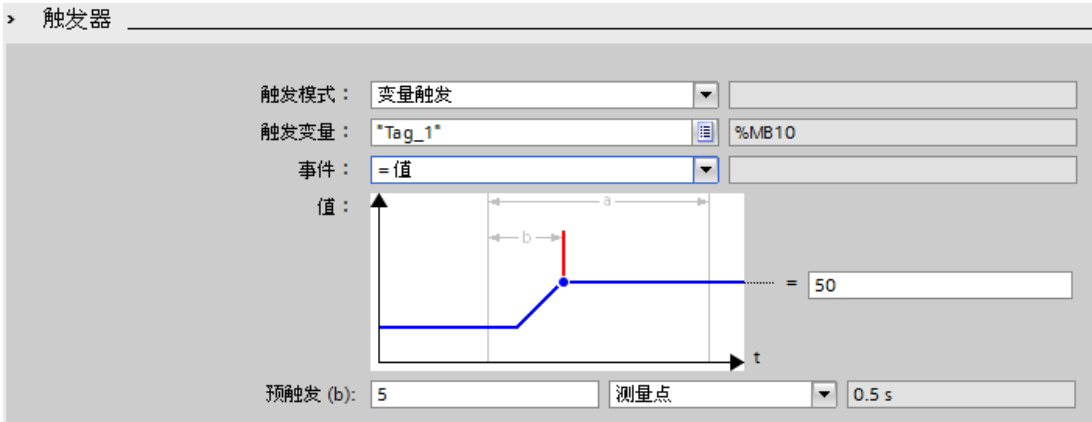 触发器
触发模式： 变量触发
触发变量： "Tag_1" %MB10
事件： =值
值：
a
b
= 50
t
预触发 (b): 5 测量点 0.5 s